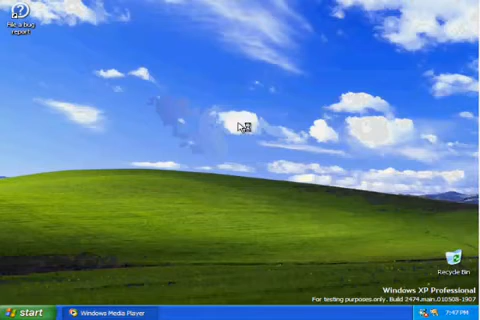 File a bug
report
Recycle Bin
Windows XP Professional
For testing purposes only. Build 2474.main.010508-1907
start
Windows Media Player
7:47 PM